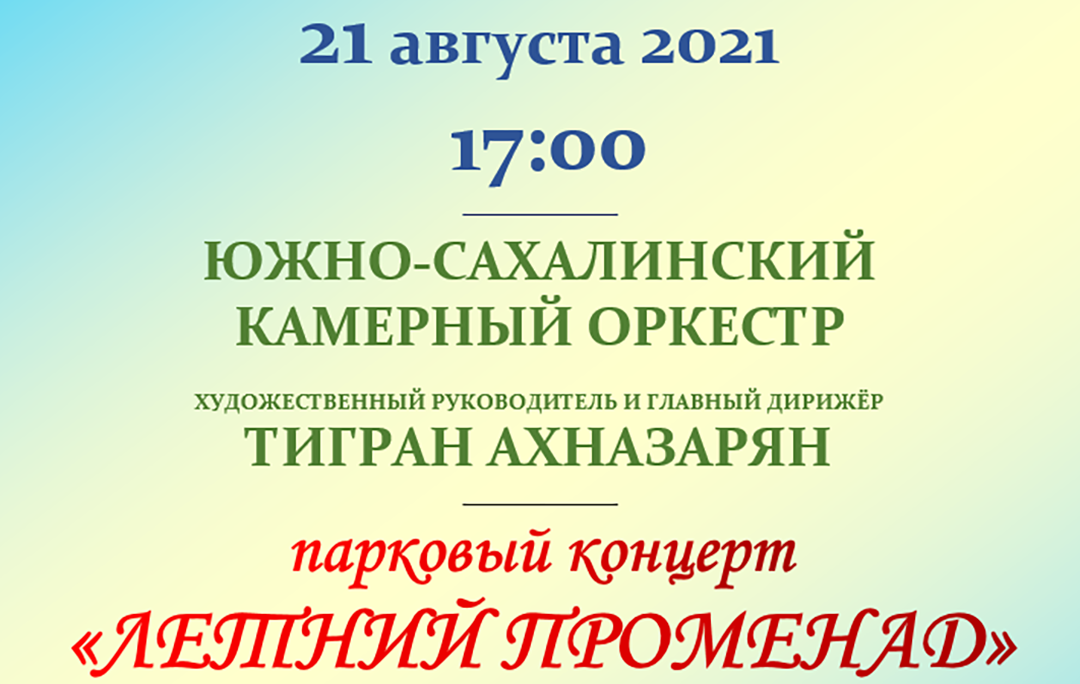 21 августа 2021
17:00
ЮЖНО-САХАЛИНСКИЙ
КАМЕРНЫЙ ОРКЕСТР
ХУДОЖЕСТВЕННЫЙ РУКОВОДИТЕЛЬ И ГЛАВНЫЙ ДИРИЖЁР
ТИГРАН АХНАЗАРЯН
парковый концерт
«ЛЕТНИЙ ПРОМЕНАД»